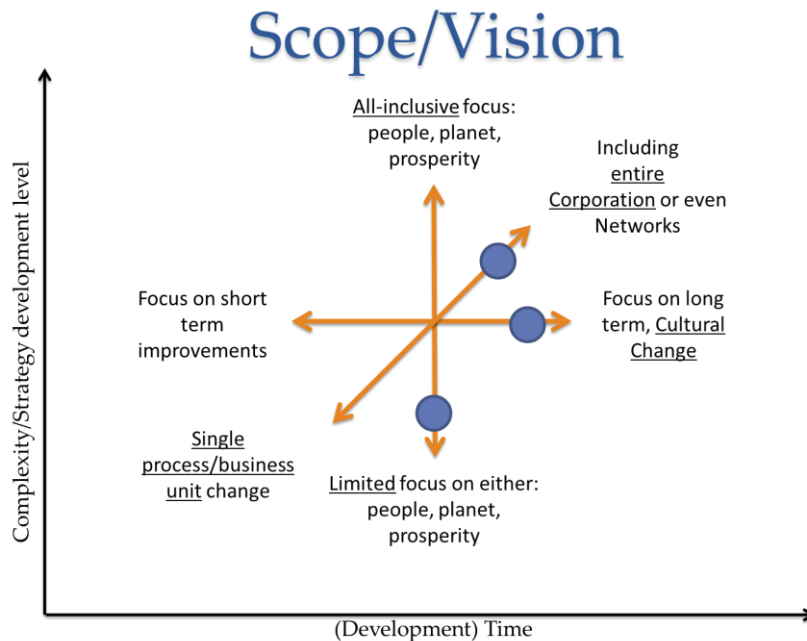 Scope/Vision
All-inclusive focus:
people, planet,
prosperity
Including
entire
Corporation or even
Networks
Focus on short
term
improvements
Focus on long
term, Cultural
Change
Single
process/business
unit change
Limited focus on either:
people, planet,
prosperity
Complexity/Strategy development level
(Development) Time